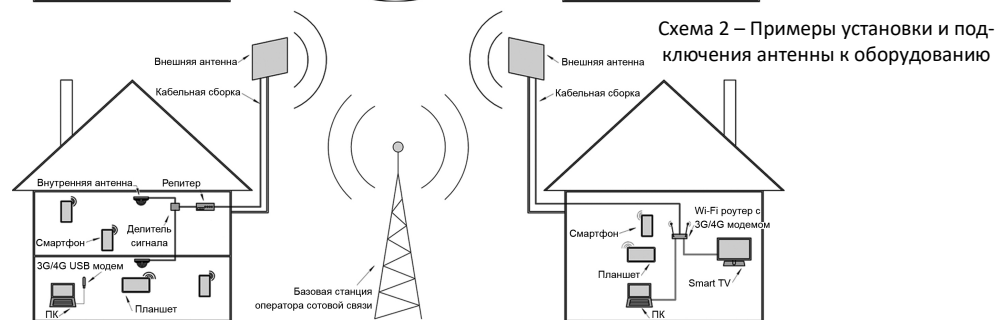 Схема 2 – Примеры установки и под-
ключения антенны к оборудованию
Внешняя антенна
Кабельная сборка
Внутренняя антенна
Репитер
Смартфон
Делитель
сигнала
3G/4G USB модем
ПК
Планшет
Базовая станция
оператора сотовой связи
Внешняя антенна
Кабельная сборка
Смартфон
Wi-Fi роутер с
3G/4G модемом
Планшет
Smart TV
ПК